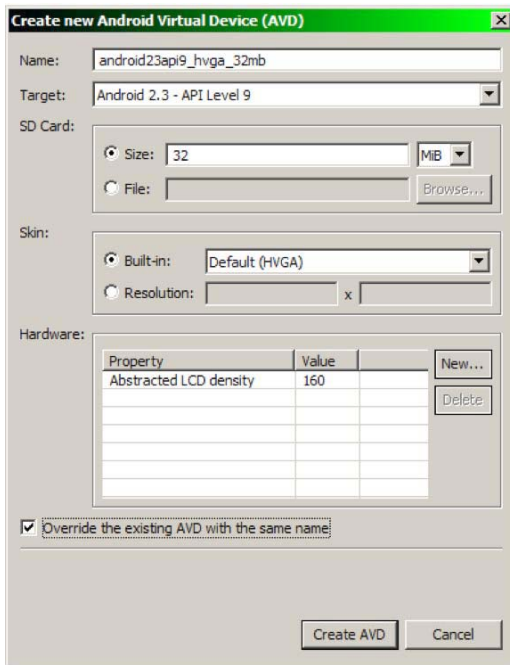 Create new Android Virtual Device (AVD)
Name: android23api9_hvga_32mb
Target: Android 2.3 - API Level 9
SD Card:
Size: 32 MiB
File: Browse...
Skin:
Built-in: Default (HVGA)
Resolution: x
Hardware:
Property Value New...
Abstracted LCD density 160
Delete
Override the existing AVD with the same name
Create AVD Cancel